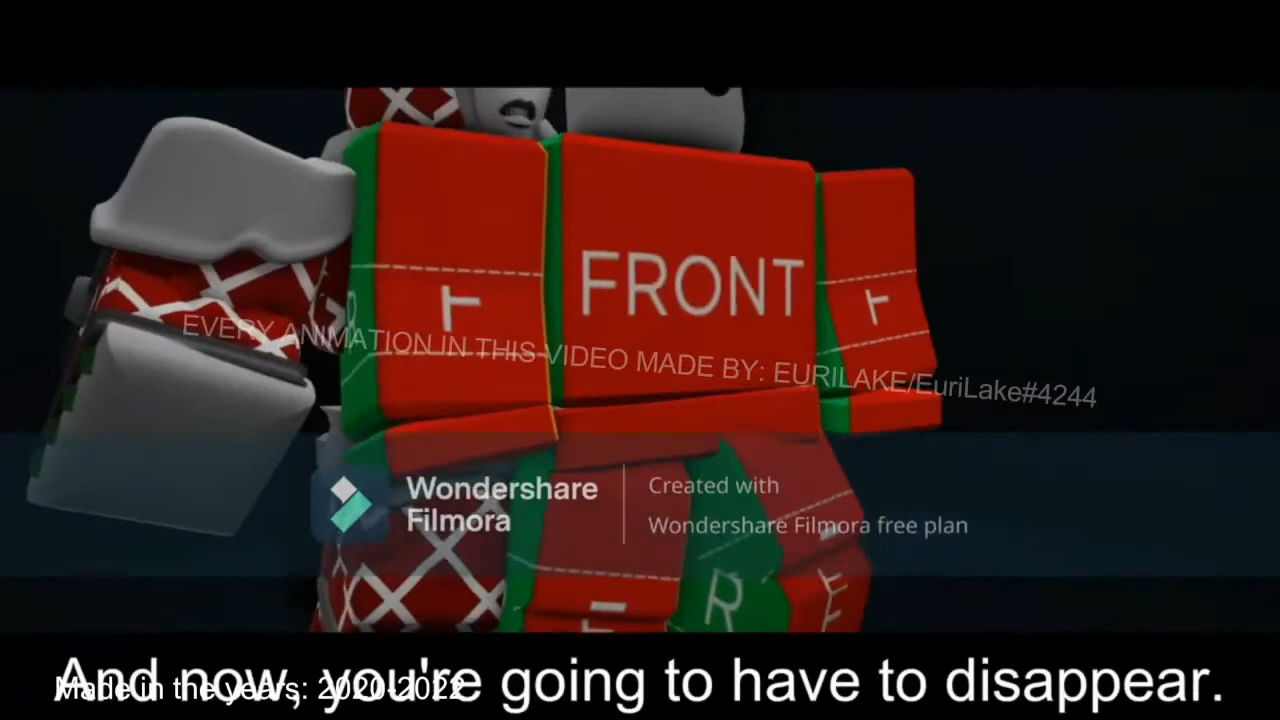 FRONT
EVERY ANIMATION IN THIS VIDEO MADE BY: EURILAKE/EuriLake#4244
Wondershare
Filmora
Created with
Wondershare Filmora free plan
R
And now, you're going to have to disappear.
Made in the years: 2020-2022